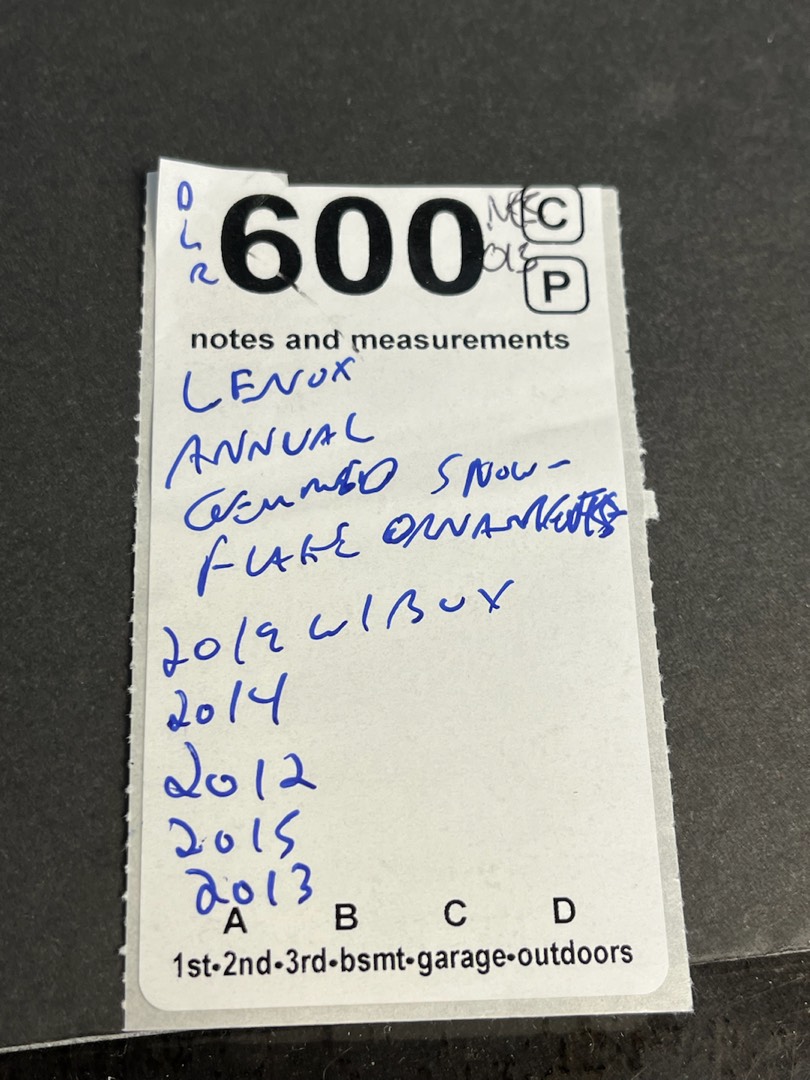 D
L
R
600
C
P
013
notes and measurements
LENOX
ANNUAL
GEMMED SNOW-
FLAKE ORNAMENTS
2019 W/BOX
2014
2012
2015
2013
A B C D
1st•2nd•3rd•bsmt•garage•outdoors